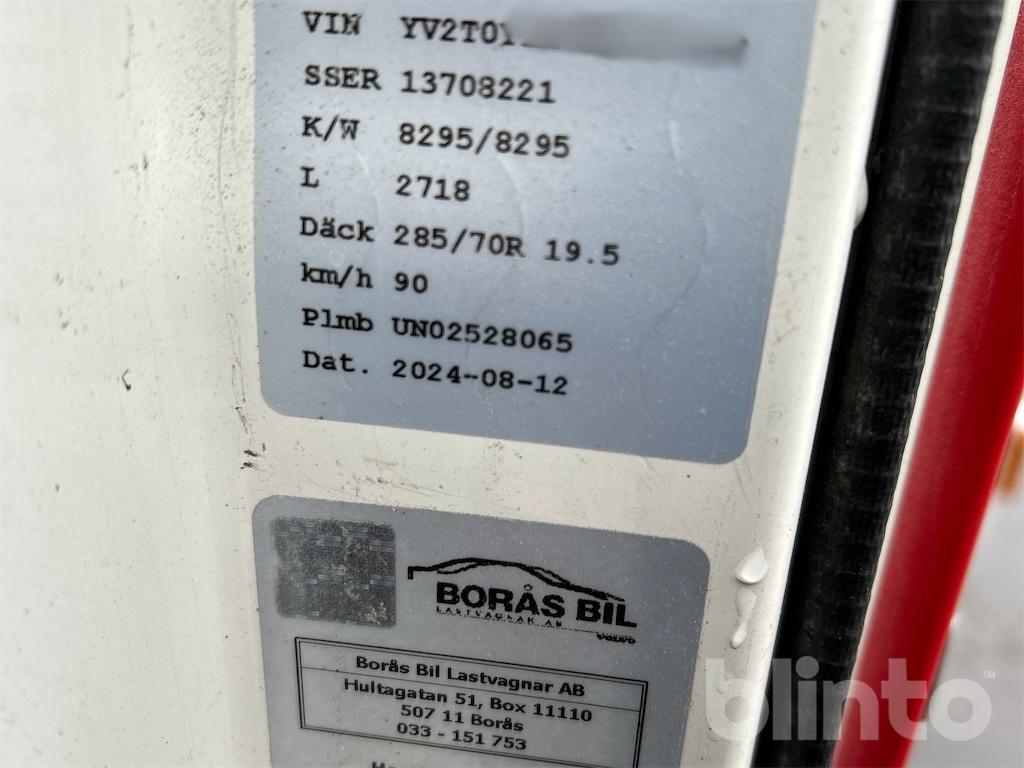 VIN YV2T0Y
SSER 13708221
K/W 8295/8295
L 2718
Däck 285/70R 19.5
km/h 90
Plmb UN02528065
Dat. 2024-08-12
BORÅS BIL
LASTVAGNAR AB
VOLVO
Borås Bil Lastvagnar AB
Hultagatan 51, Box 11110
507 11 Borås
033 - 151 753
blinto™